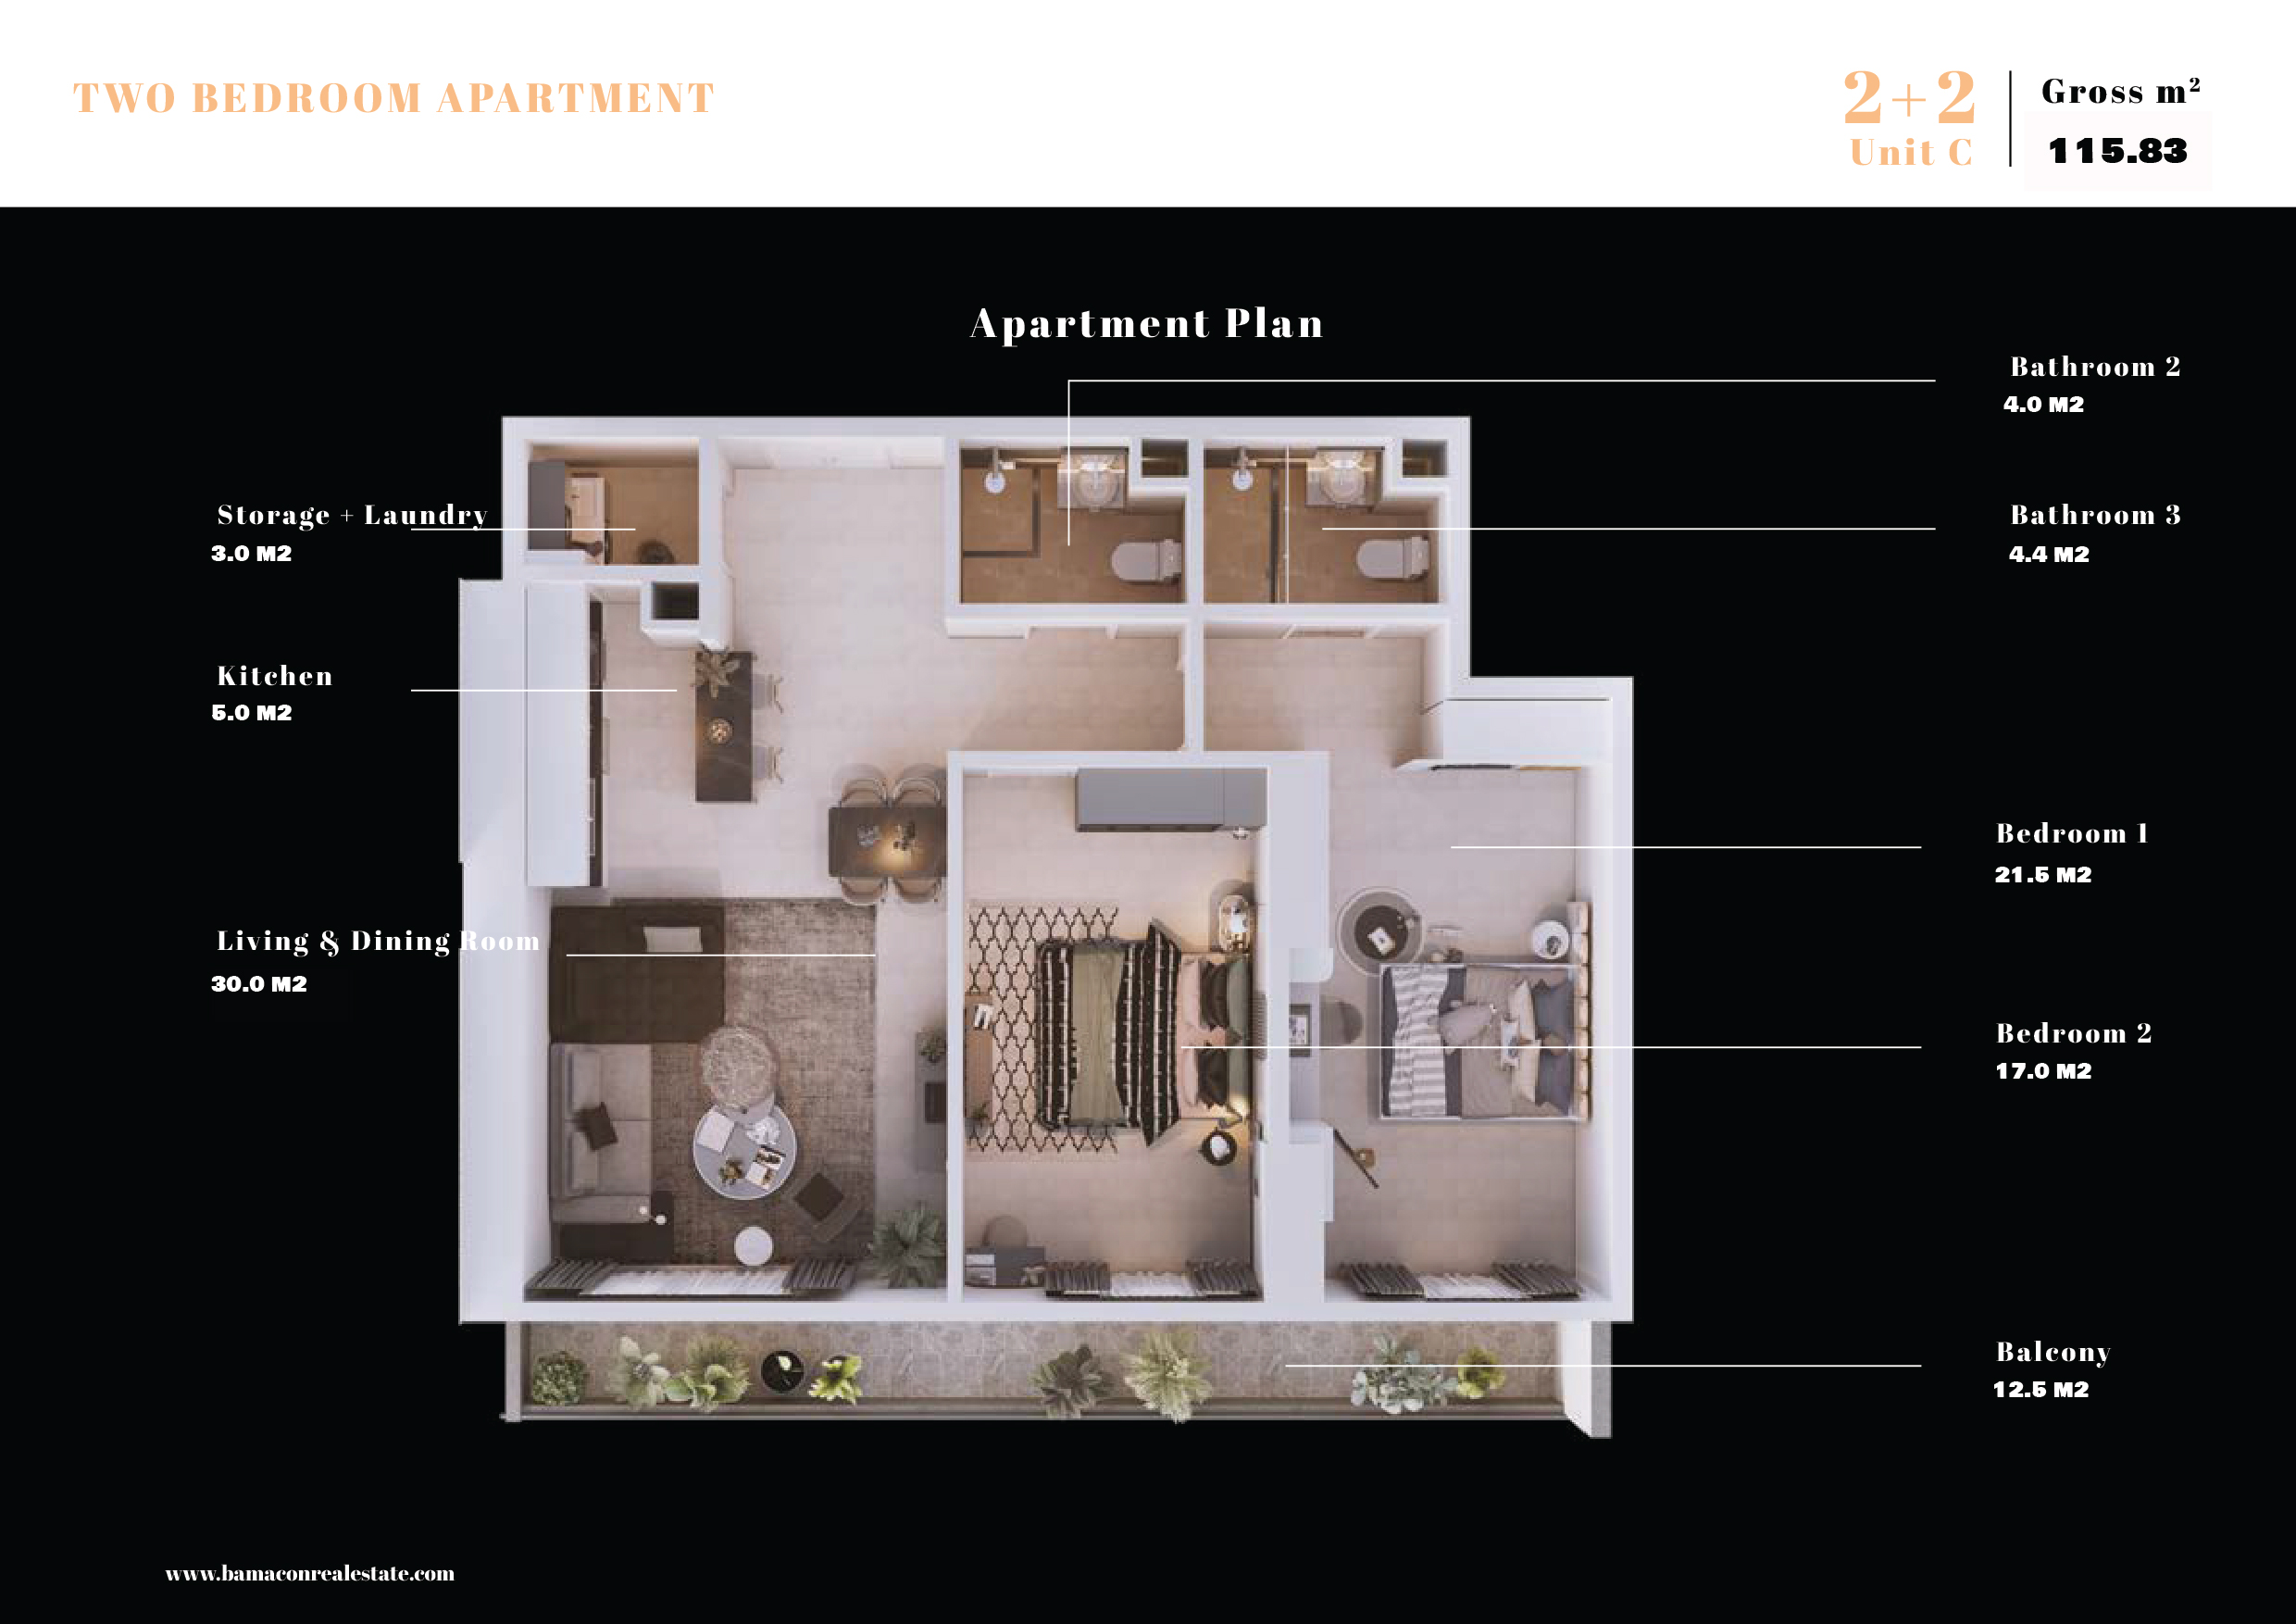 TWO BEDROOM APARTMENT
2+2
Unit C
Gross m²
115.83
Apartment Plan
Bathroom 2
4.0 M2
Storage + Laundry
3.0 M2
Bathroom 3
4.4 M2
Kitchen
5.0 M2
Bedroom 1
21.5 M2
Living & Dining Room
30.0 M2
Bedroom 2
17.0 M2
Balcony
12.5 M2
www.bamaconrealestate.com